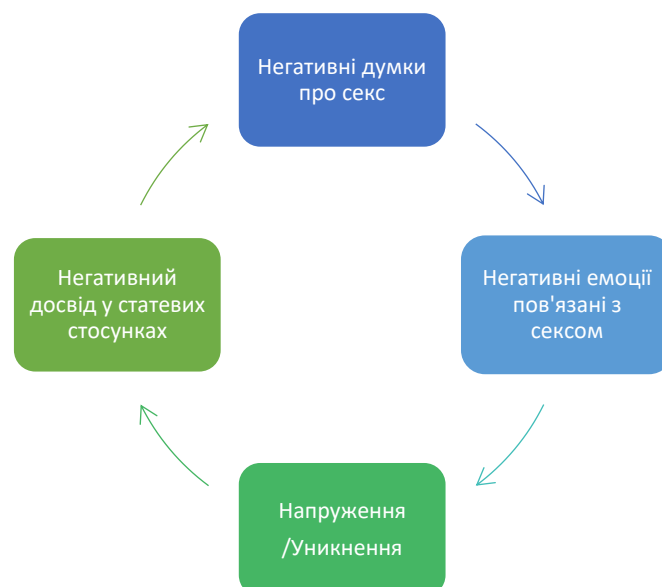 Негативні думки
про секс
Негативні емоції
пов'язані з
сексом
Напруження
/Уникнення
Негативний
досвід у статевих
стосунках